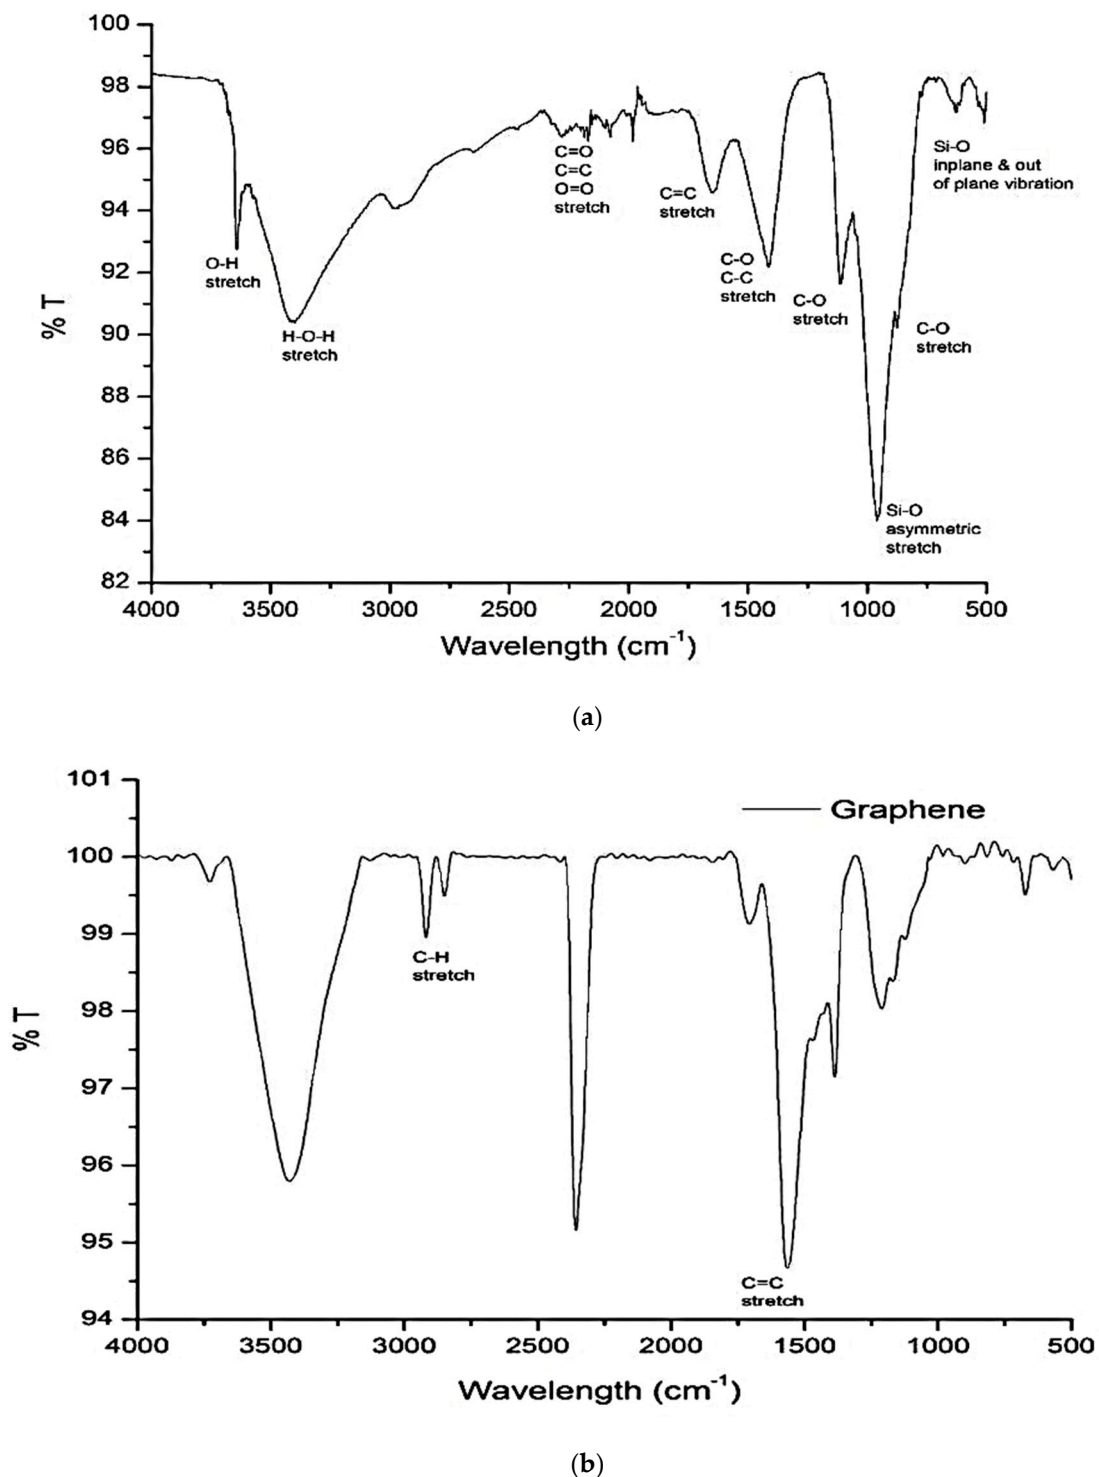 100
98
96
94
92
90
88
86
84
82
% T
O-H
stretch
H-O-H
stretch
C=O
C=C
O=O
stretch
C=C
stretch
C-O
C-C
stretch
C-O
stretch
C-O
stretch
Si-O
inplane & out
of plane vibration
Si-O
asymmetric
stretch
4000 3500 3000 2500 2000 1500 1000 500
Wavelength (cm⁻¹)
(a)
101
100
99
98
97
96
95
94
% T
Graphene
C-H
stretch
C=C
stretch
4000 3500 3000 2500 2000 1500 1000 500
Wavelength (cm⁻¹)
(b)